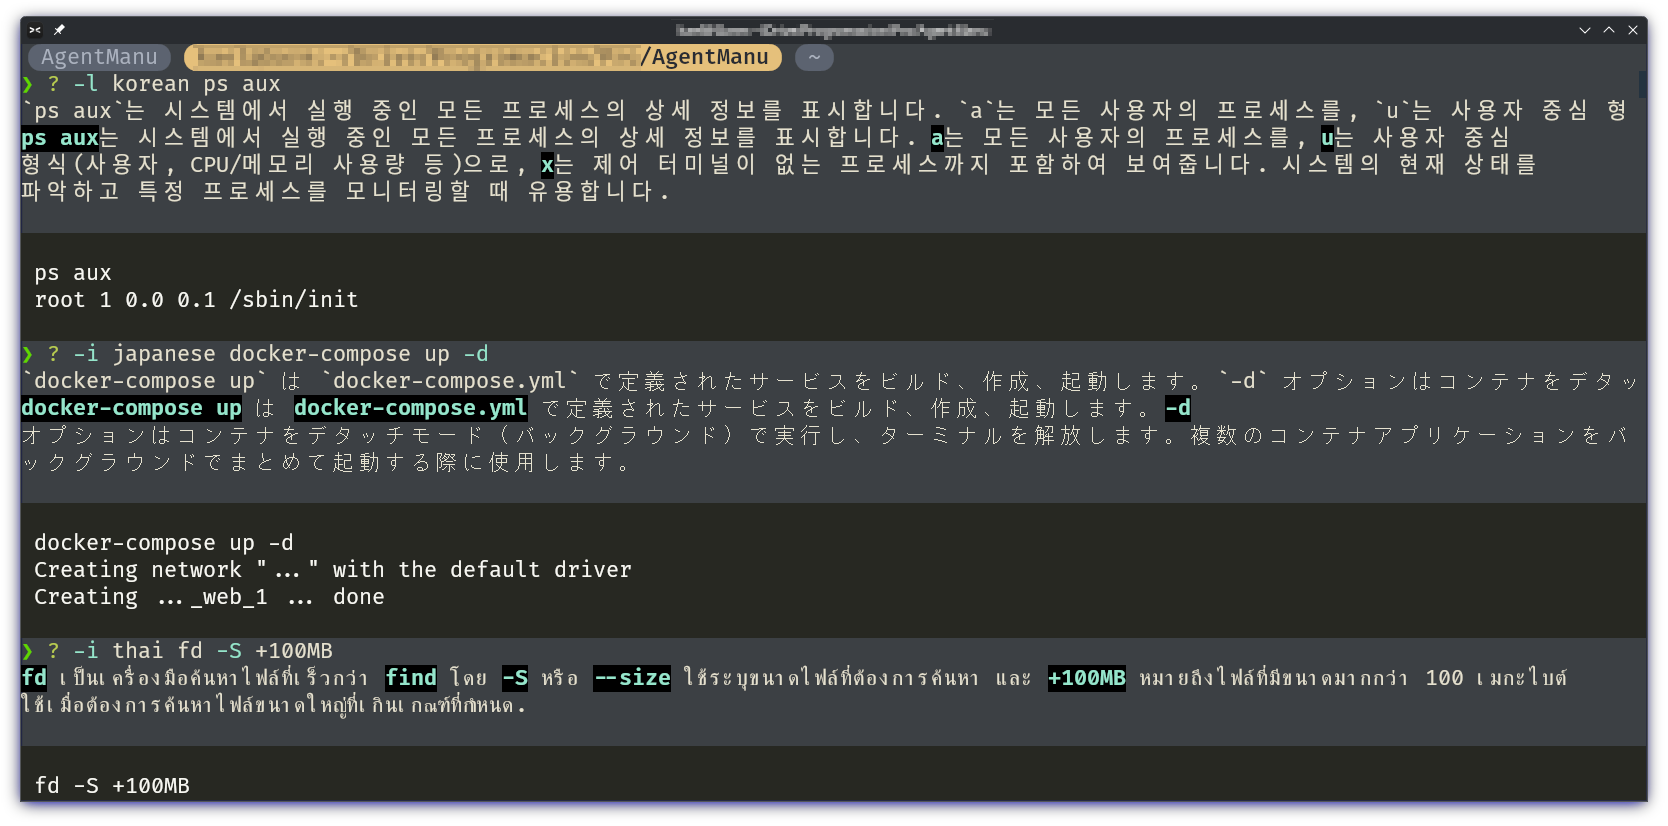 AgentManu /AgentManu ~
❯ ? -l korean ps aux
`ps aux`는 시스템에서 실행 중인 모든 프로세스의 상세 정보를 표시합니다. `a`는 모든 사용자의 프로세스를, `u`는 사용자 중심 형
ps aux는 시스템에서 실행 중인 모든 프로세스의 상세 정보를 표시합니다. a는 모든 사용자의 프로세스를, u는 사용자 중심
형식(사용자, CPU/메모리 사용량 등)으로, x는 제어 터미널이 없는 프로세스까지 포함하여 보여줍니다. 시스템의 현재 상태를
파악하고 특정 프로세스를 모니터링할 때 유용합니다.
ps aux
root 1 0.0 0.1 /sbin/init
❯ ? -i japanese docker-compose up -d
`docker-compose up` は `docker-compose.yml` で定義されたサービスをビルド、作成、起動します。`-d` オプションはコンテナをデタッ
docker-compose up は docker-compose.yml で定義されたサービスをビルド、作成、起動します。-d
オプションはコンテナをデタッチモード（バックグラウンド）で実行し、ターミナルを解放します。複数のコンテナアプリケーションをバ
ックグラウンドでまとめて起動する際に使用します。
docker-compose up -d
Creating network "..." with the default driver
Creating ..._web_1 ... done
❯ ? -i thai fd -S +100MB
fd เป็นเครื่องมือค้นหาไฟล์ที่เร็วกว่า find โดย -S หรือ --size ใช้ระบุขนาดไฟล์ที่ต้องการค้นหา และ +100MB หมายถึงไฟล์ที่มีขนาดมากกว่า 100 เมกะไบต์
ใช้เมื่อต้องการค้นหาไฟล์ขนาดใหญ่ที่เกินเกณฑ์ที่กำหนด.
fd -S +100MB